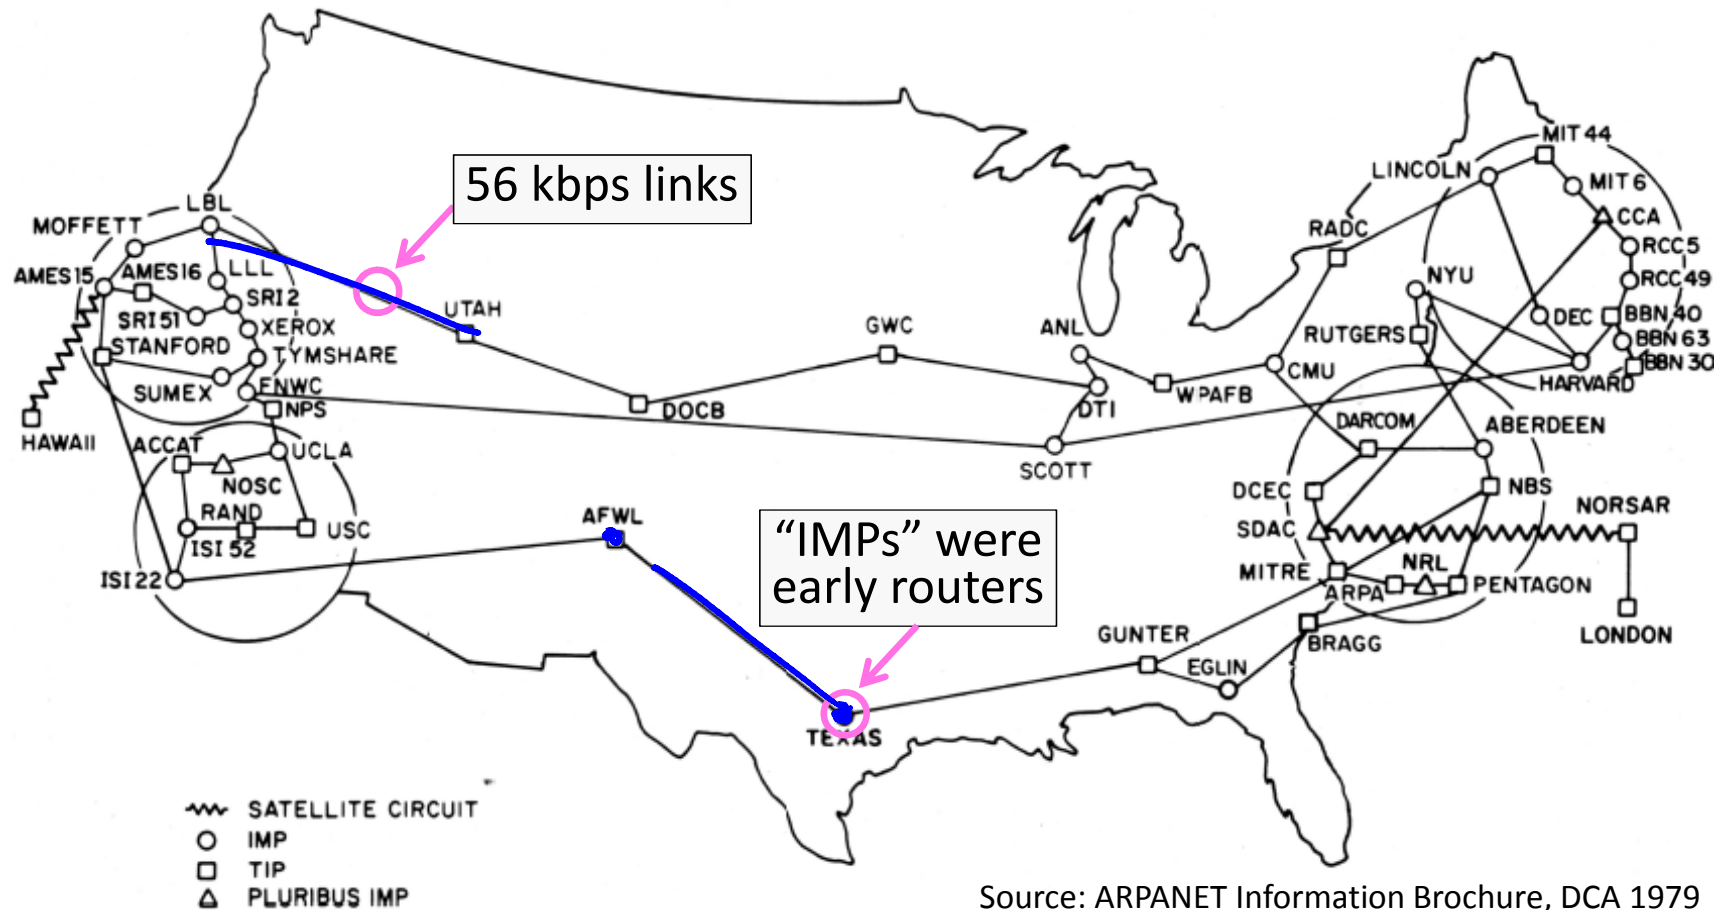 MIT 44
LINCOLN
56 kbps links
MIT 6
LBL
CCA
MOFFETT
RADC
RCC 5
AMES15
AMES16
LLL
NYU
RCC 49
SRI 2
UTAH
SRI 51
XEROX
GWC
ANL
RUTGERS
DEC
BBN 40
STANFORD
TYMSHARE
BBN 63
BBN 30
SUMEX
FNWC
CMU
HARVARD
WPAFB
NPS
DOCB
DTI
HAWAII
ACCAT
UCLA
DARCOM
ABERDEEN
SCOTT
NOSC
DCEC
NBS
RAND
AFWL
NORSAR
USC
SDAC
ISI 52
"IMPs" were
early routers
ISI 22
MITRE
NRL
ARPA
PENTAGON
GUNTER
BRAGG
LONDON
EGLIN
TEXAS
SATELLITE CIRCUIT
IMP
TIP
PLURIBUS IMP
Source: ARPANET Information Brochure, DCA 1979